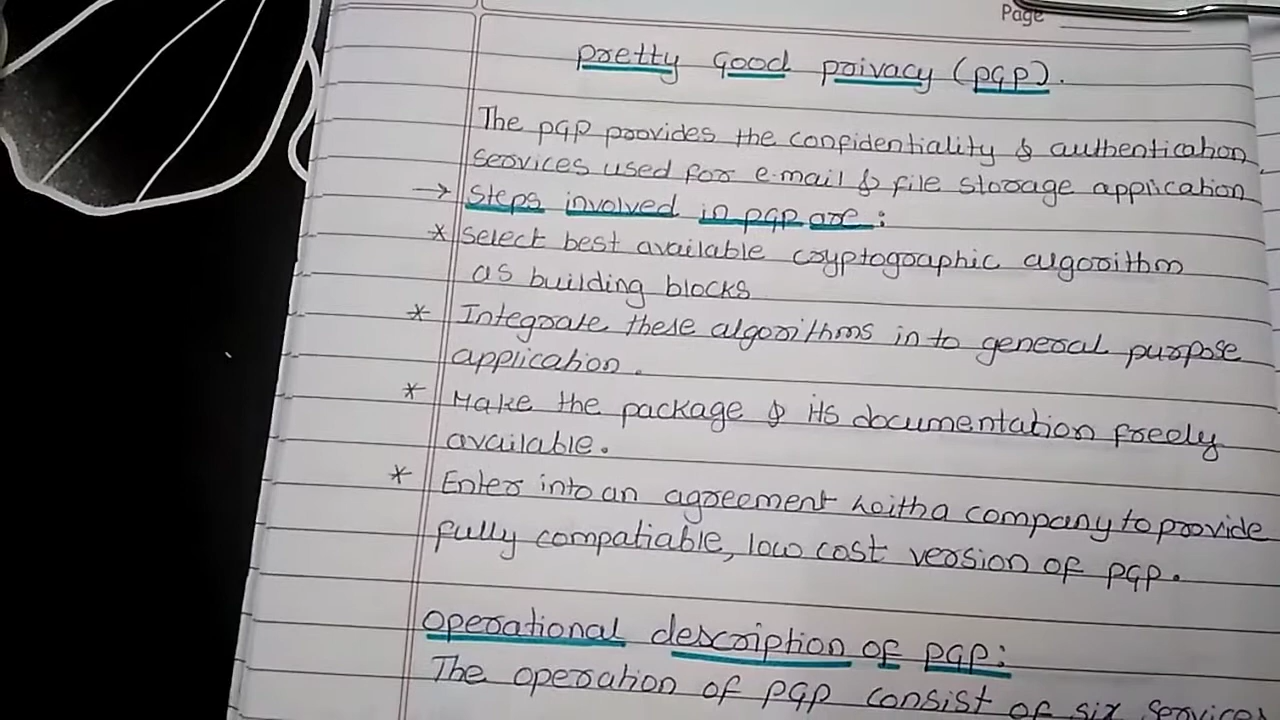 Page
Pretty Good Privacy (PGP).
The PGP provides the confidentiality & authentication
services used for e-mail & file storage application
→ Steps involved in PGP are :
* Select best available cryptographic algorithm
as building blocks
* Integrate these algorithms in to general purpose
application.
* Make the package & its documentation freely
available.
* Enter into an agreement with a company to provide
fully compatiable, low cost version of PGP.
Operational description of PGP:
The operation of PGP consist of six services